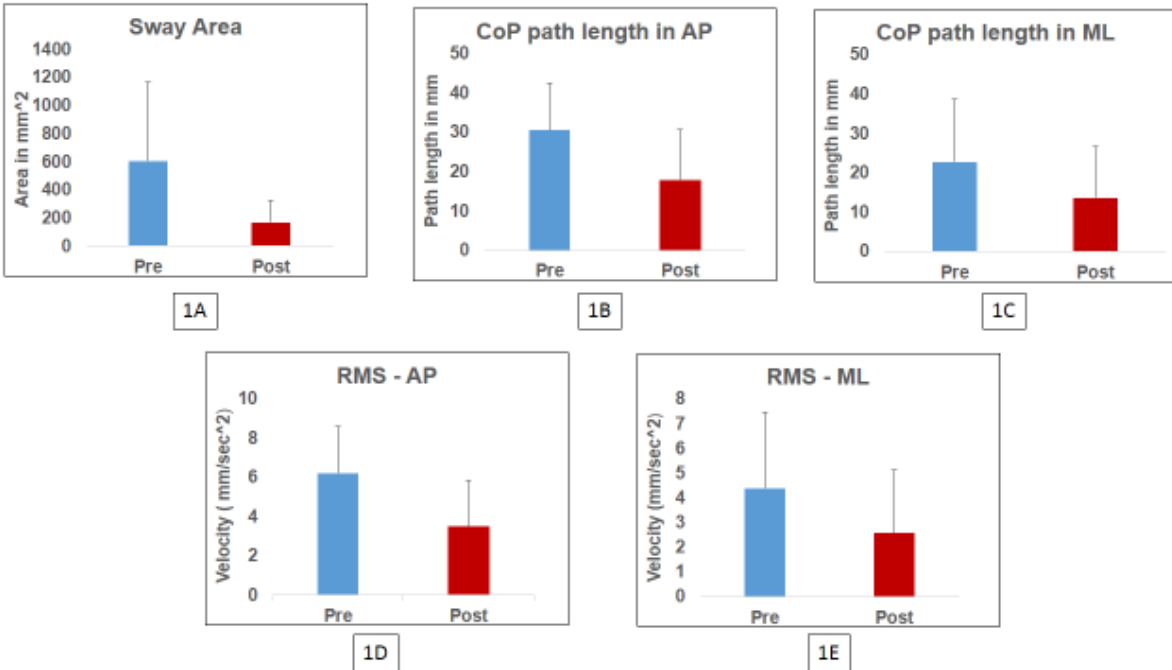 Sway Area
Area in mm^2
1400
1200
1000
800
600
400
200
0
Pre Post
1A
CoP path length in AP
Path length in mm
50
40
30
20
10
0
Pre Post
1B
CoP path length in ML
Path length in mm
50
40
30
20
10
0
Pre Post
1C
RMS - AP
Velocity ( mm/sec^2)
10
8
6
4
2
0
Pre Post
1D
RMS - ML
Velocity (mm/sec^2)
8
7
6
5
4
3
2
1
0
Pre Post
1E